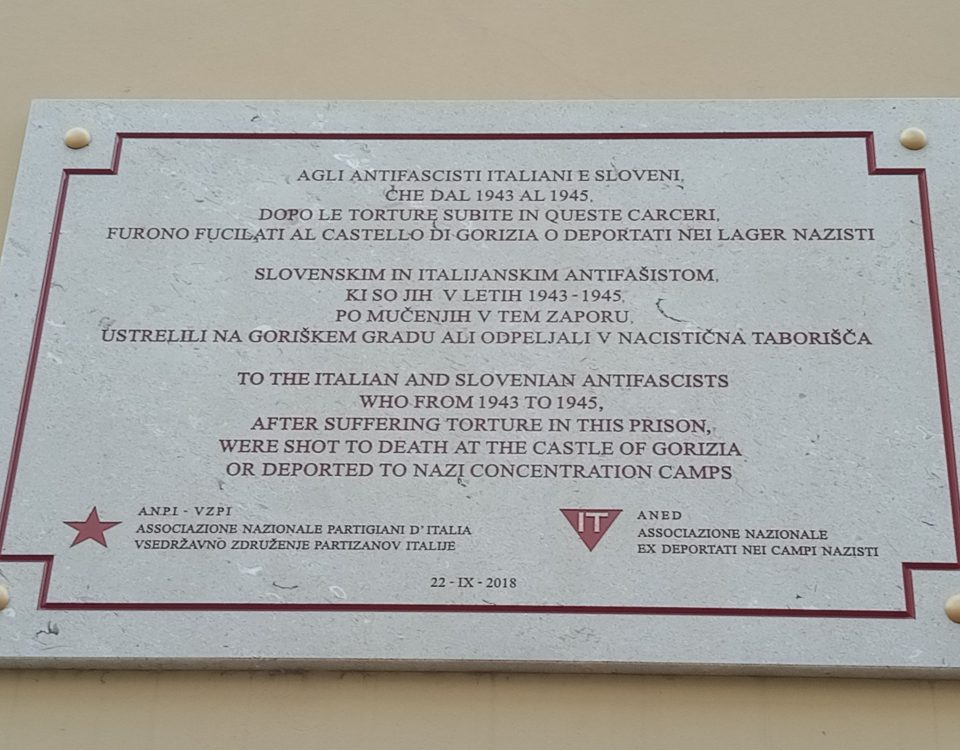 AGLI ANTIFASCISTI ITALIANI E SLOVENI,
CHE DAL 1943 AL 1945,
DOPO LE TORTURE SUBITE IN QUESTE CARCERI,
FURONO FUCILATI AL CASTELLO DI GORIZIA O DEPORTATI NEI LAGER NAZISTI
SLOVENSKIM IN ITALIJANSKIM ANTIFAŠISTOM,
KI SO JIH V LETIH 1943 - 1945,
PO MUČENJIH V TEM ZAPORU,
USTRELILI NA GORIŠKEM GRADU ALI ODPELJALI V NACISTIČNA TABORIŠČA
TO THE ITALIAN AND SLOVENIAN ANTIFASCISTS
WHO FROM 1943 TO 1945,
AFTER SUFFERING TORTURE IN THIS PRISON,
WERE SHOT TO DEATH AT THE CASTLE OF GORIZIA
OR DEPORTED TO NAZI CONCENTRATION CAMPS
ANPI - VZPI
ASSOCIAZIONE NAZIONALE PARTIGIANI D'ITALIA
VSEDRŽAVNO ZDRUŽENJE PARTIZANOV ITALIJE
IT
ANED
ASSOCIAZIONE NAZIONALE
EX DEPORTATI NEI CAMPI NAZISTI
22 - IX - 2018